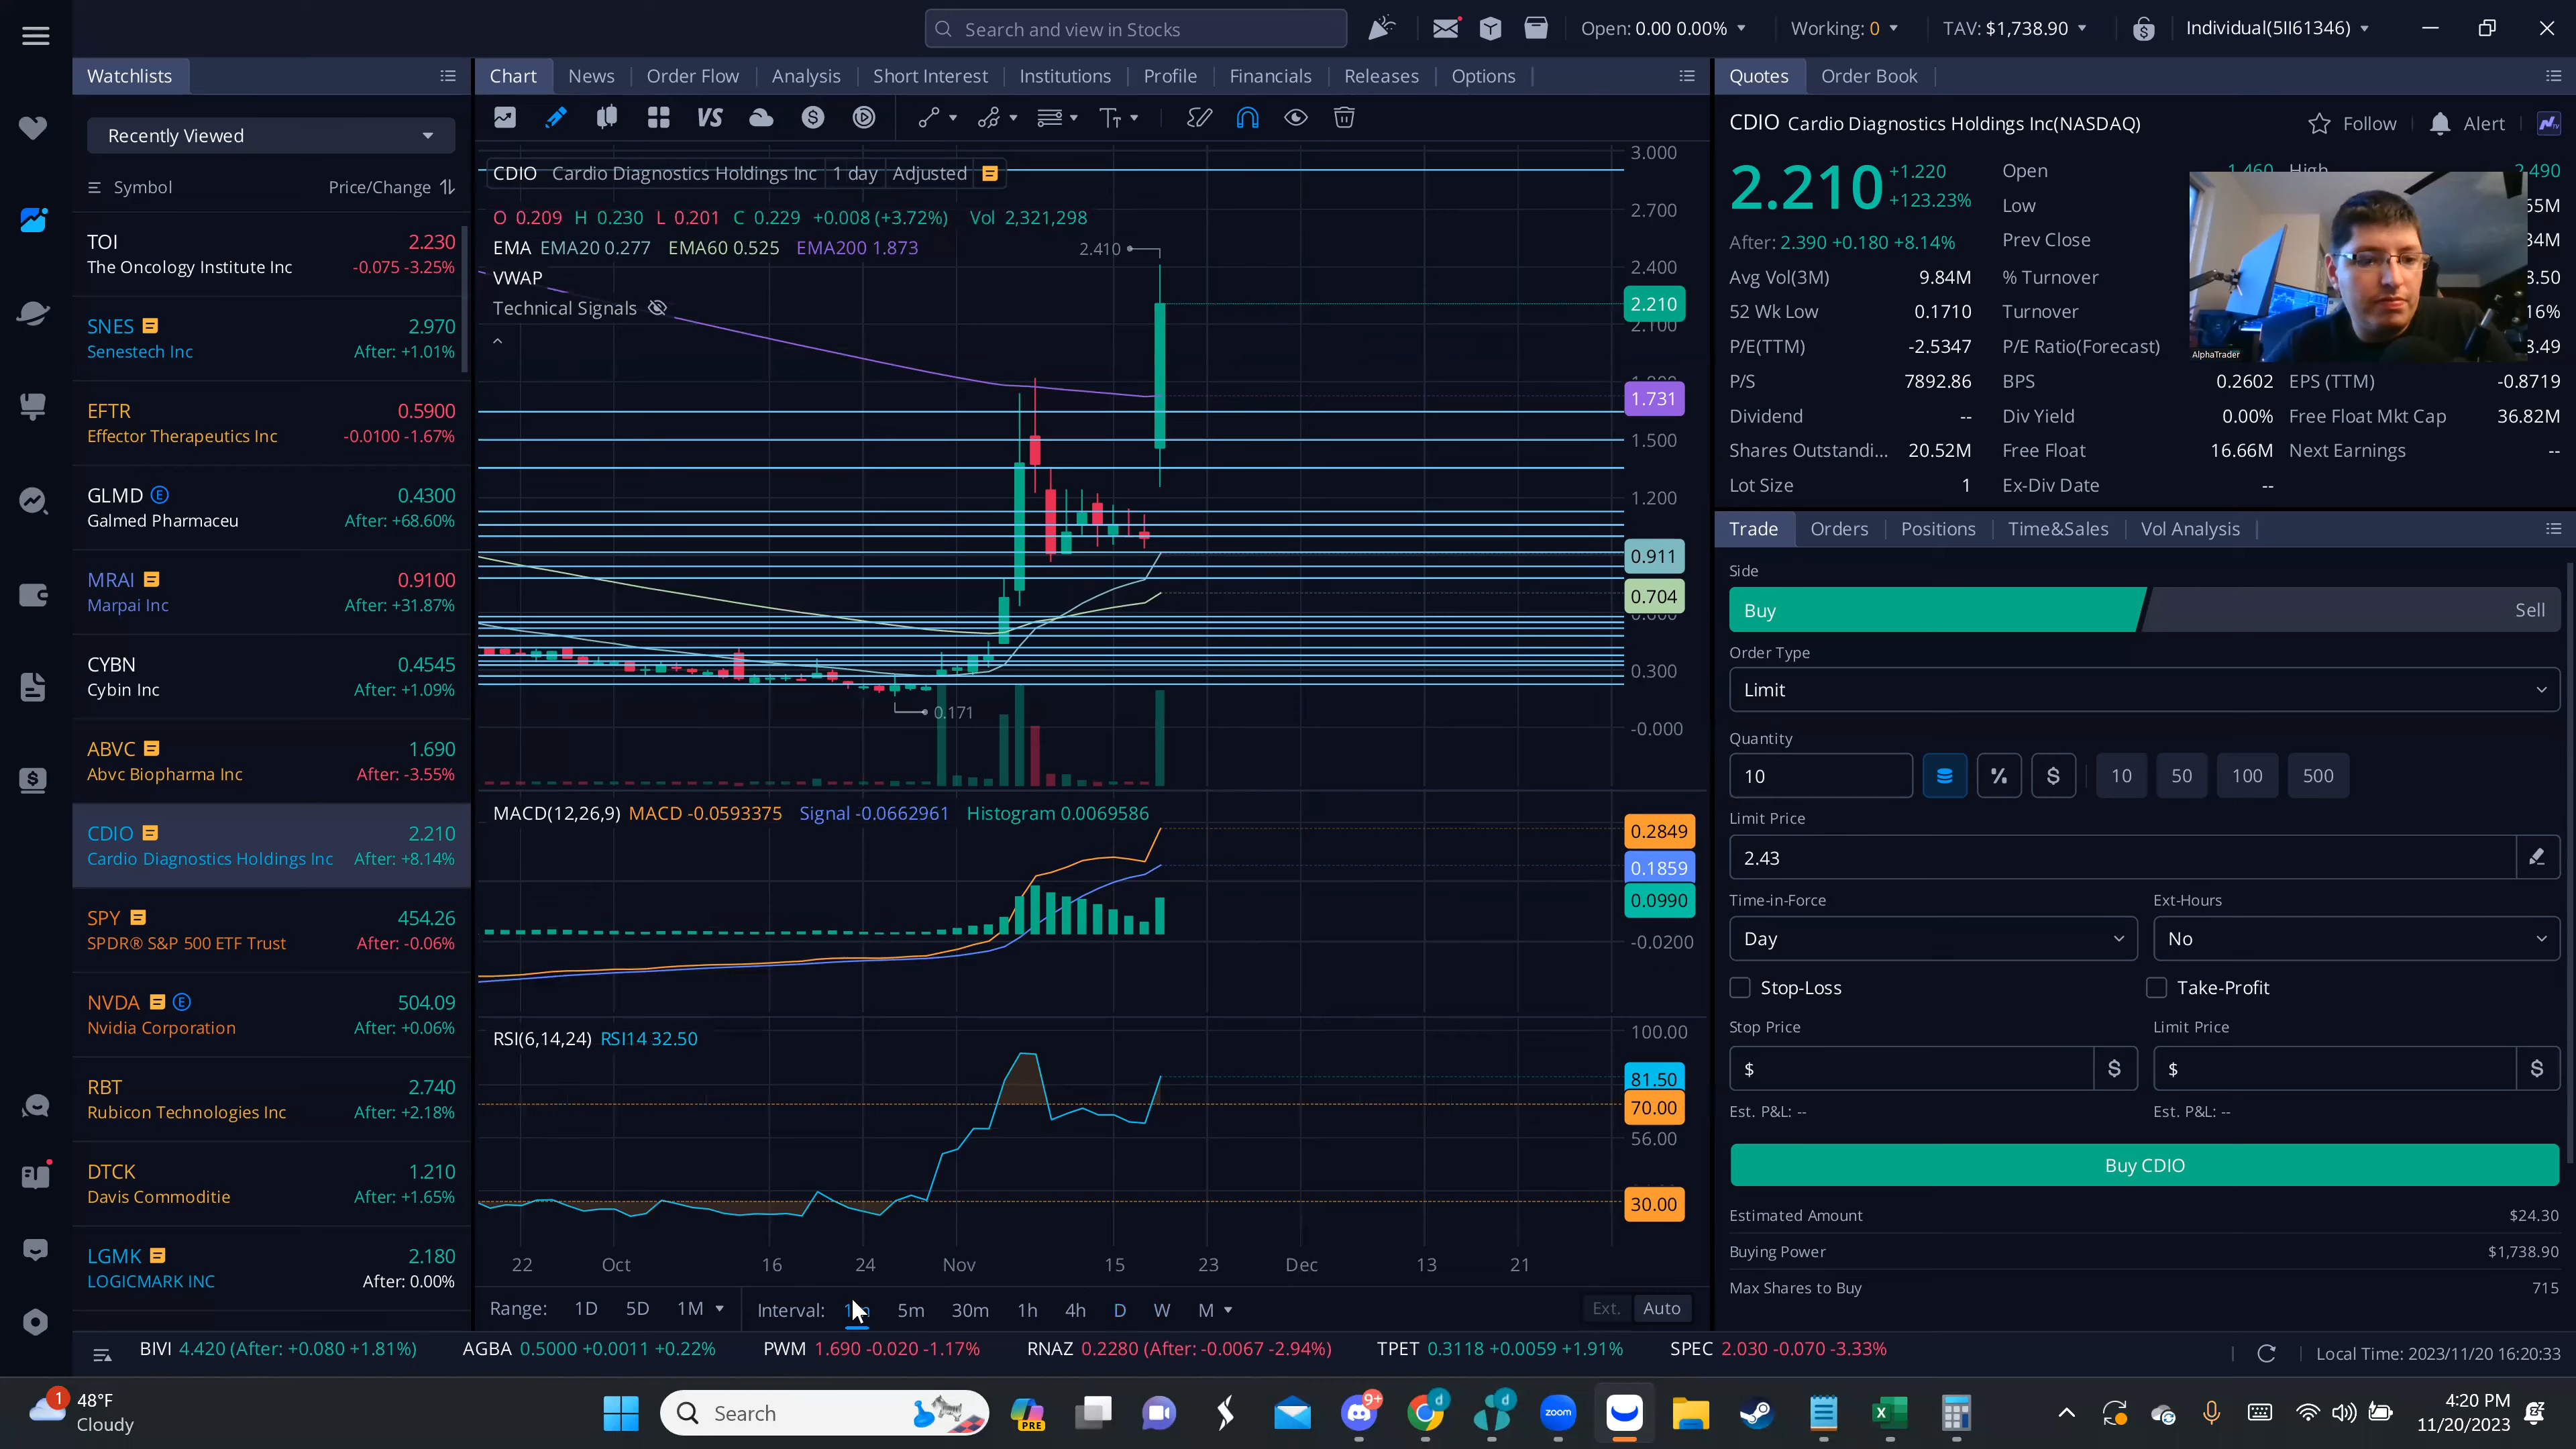 Search and view in Stocks
Open: 0.00 0.00%
Working: 0
TAV: $1,738.90
Individual(5II61346)
Watchlists
Recently Viewed
Symbol Price/Change
TOI 2.230
The Oncology Institute Inc -0.075 -3.25%
SNES 2.970
Senestech Inc After: +1.01%
EFTR 0.5900
Effector Therapeutics Inc -0.0100 -1.67%
GLMD E 0.4300
Galmed Pharmaceu After: +68.60%
MRAI 0.9100
Marpai Inc After: +31.87%
CYBN 0.4545
Cybin Inc After: +1.09%
ABVC 1.690
Abvc Biopharma Inc After: -3.55%
CDIO 2.210
Cardio Diagnostics Holdings Inc After: +8.14%
SPY 454.26
SPDR® S&P 500 ETF Trust After: -0.06%
NVDA E 504.09
Nvidia Corporation After: +0.06%
RBT 2.740
Rubicon Technologies Inc After: +2.18%
DTCK 1.210
Davis Commoditie After: +1.65%
LGMK 2.180
LOGICMARK INC After: 0.00%
Chart News Order Flow Analysis Short Interest Institutions Profile Financials Releases Options
VS
CDIO Cardio Diagnostics Holdings Inc 1 day Adjusted
O 0.209 H 0.230 L 0.201 C 0.229 +0.008 (+3.72%) Vol 2,321,298
EMA EMA20 0.277 EMA60 0.525 EMA200 1.873
VWAP
Technical Signals
2.410
0.171
3.000
2.700
2.400
2.210
2.100
1.731
1.500
1.200
0.911
0.704
0.300
-0.000
MACD(12,26,9) MACD -0.0593375 Signal -0.0662961 Histogram 0.0069586
0.2849
0.1859
0.0990
-0.0200
RSI(6,14,24) RSI14 32.50
100.00
81.50
70.00
56.00
30.00
22 Oct 16 24 Nov 15 23 Dec 13 21
Range: 1D 5D 1M
Interval: 1m 5m 30m 1h 4h D W M
Ext. Auto
Quotes Order Book
CDIO Cardio Diagnostics Holdings Inc(NASDAQ)
Follow Alert
2.210 +1.220
+123.23%
After: 2.390 +0.180 +8.14%
Open 1.460 High 2.490
Low
Prev Close
Avg Vol(3M) 9.84M % Turnover
52 Wk Low 0.1710 Turnover
P/E(TTM) -2.5347 P/E Ratio(Forecast)
P/S 7892.86 BPS 0.2602 EPS (TTM) -0.8719
Dividend -- Div Yield 0.00% Free Float Mkt Cap 36.82M
Shares Outstandi... 20.52M Free Float 16.66M Next Earnings --
Lot Size 1 Ex-Div Date --
AlphaTrader
Trade Orders Positions Time&Sales Vol Analysis
Side
Buy Sell
Order Type
Limit
Quantity
10 % $ 10 50 100 500
Limit Price
2.43
Time-in-Force Ext-Hours
Day No
Stop-Loss Take-Profit
Stop Price Limit Price
$ $ $ $
Est. P&L: -- Est. P&L: --
Buy CDIO
Estimated Amount $24.30
Buying Power $1,738.90
Max Shares to Buy 715
BIVI 4.420 (After: +0.080 +1.81%) AGBA 0.5000 +0.0011 +0.22% PWM 1.690 -0.020 -1.17% RNAZ 0.2280 (After: -0.0067 -2.94%) TPET 0.3118 +0.0059 +1.91% SPEC 2.030 -0.070 -3.33%
Local Time: 2023/11/20 16:20:33
1
48°F
Cloudy
Search
PRE
9+
d
d
zoom
4:20 PM
11/20/2023